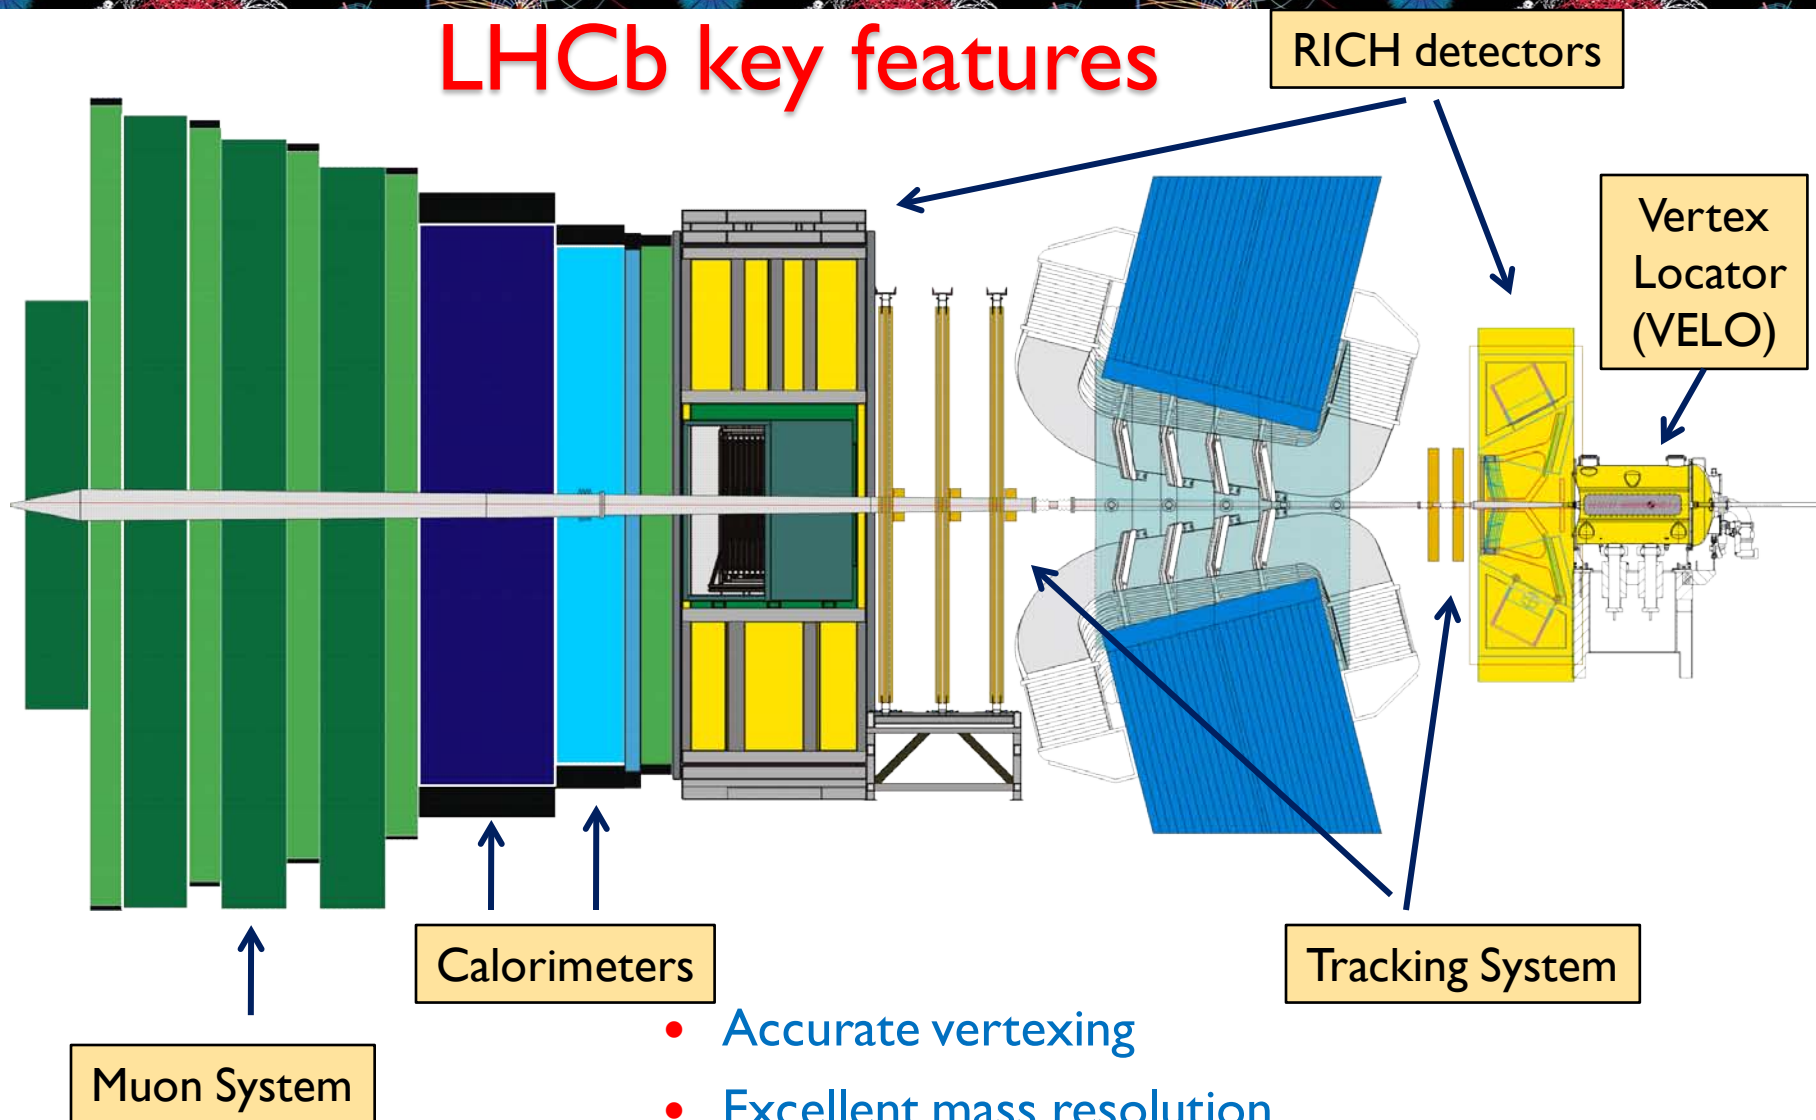 LHCb key features
RICH detectors
Vertex
Locator
(VELO)
Calorimeters
Tracking System
Muon System
• Accurate vertexing
• Excellent mass resolution